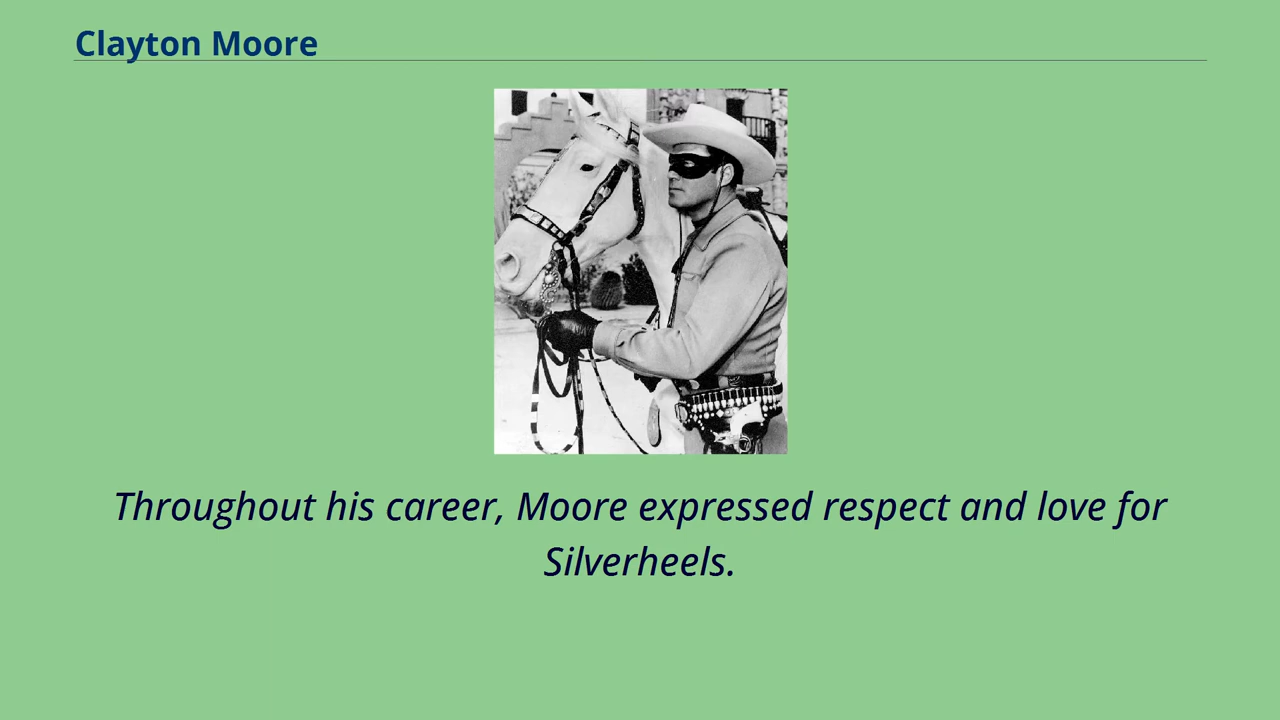 Clayton Moore
Throughout his career, Moore expressed respect and love for
Silverheels.